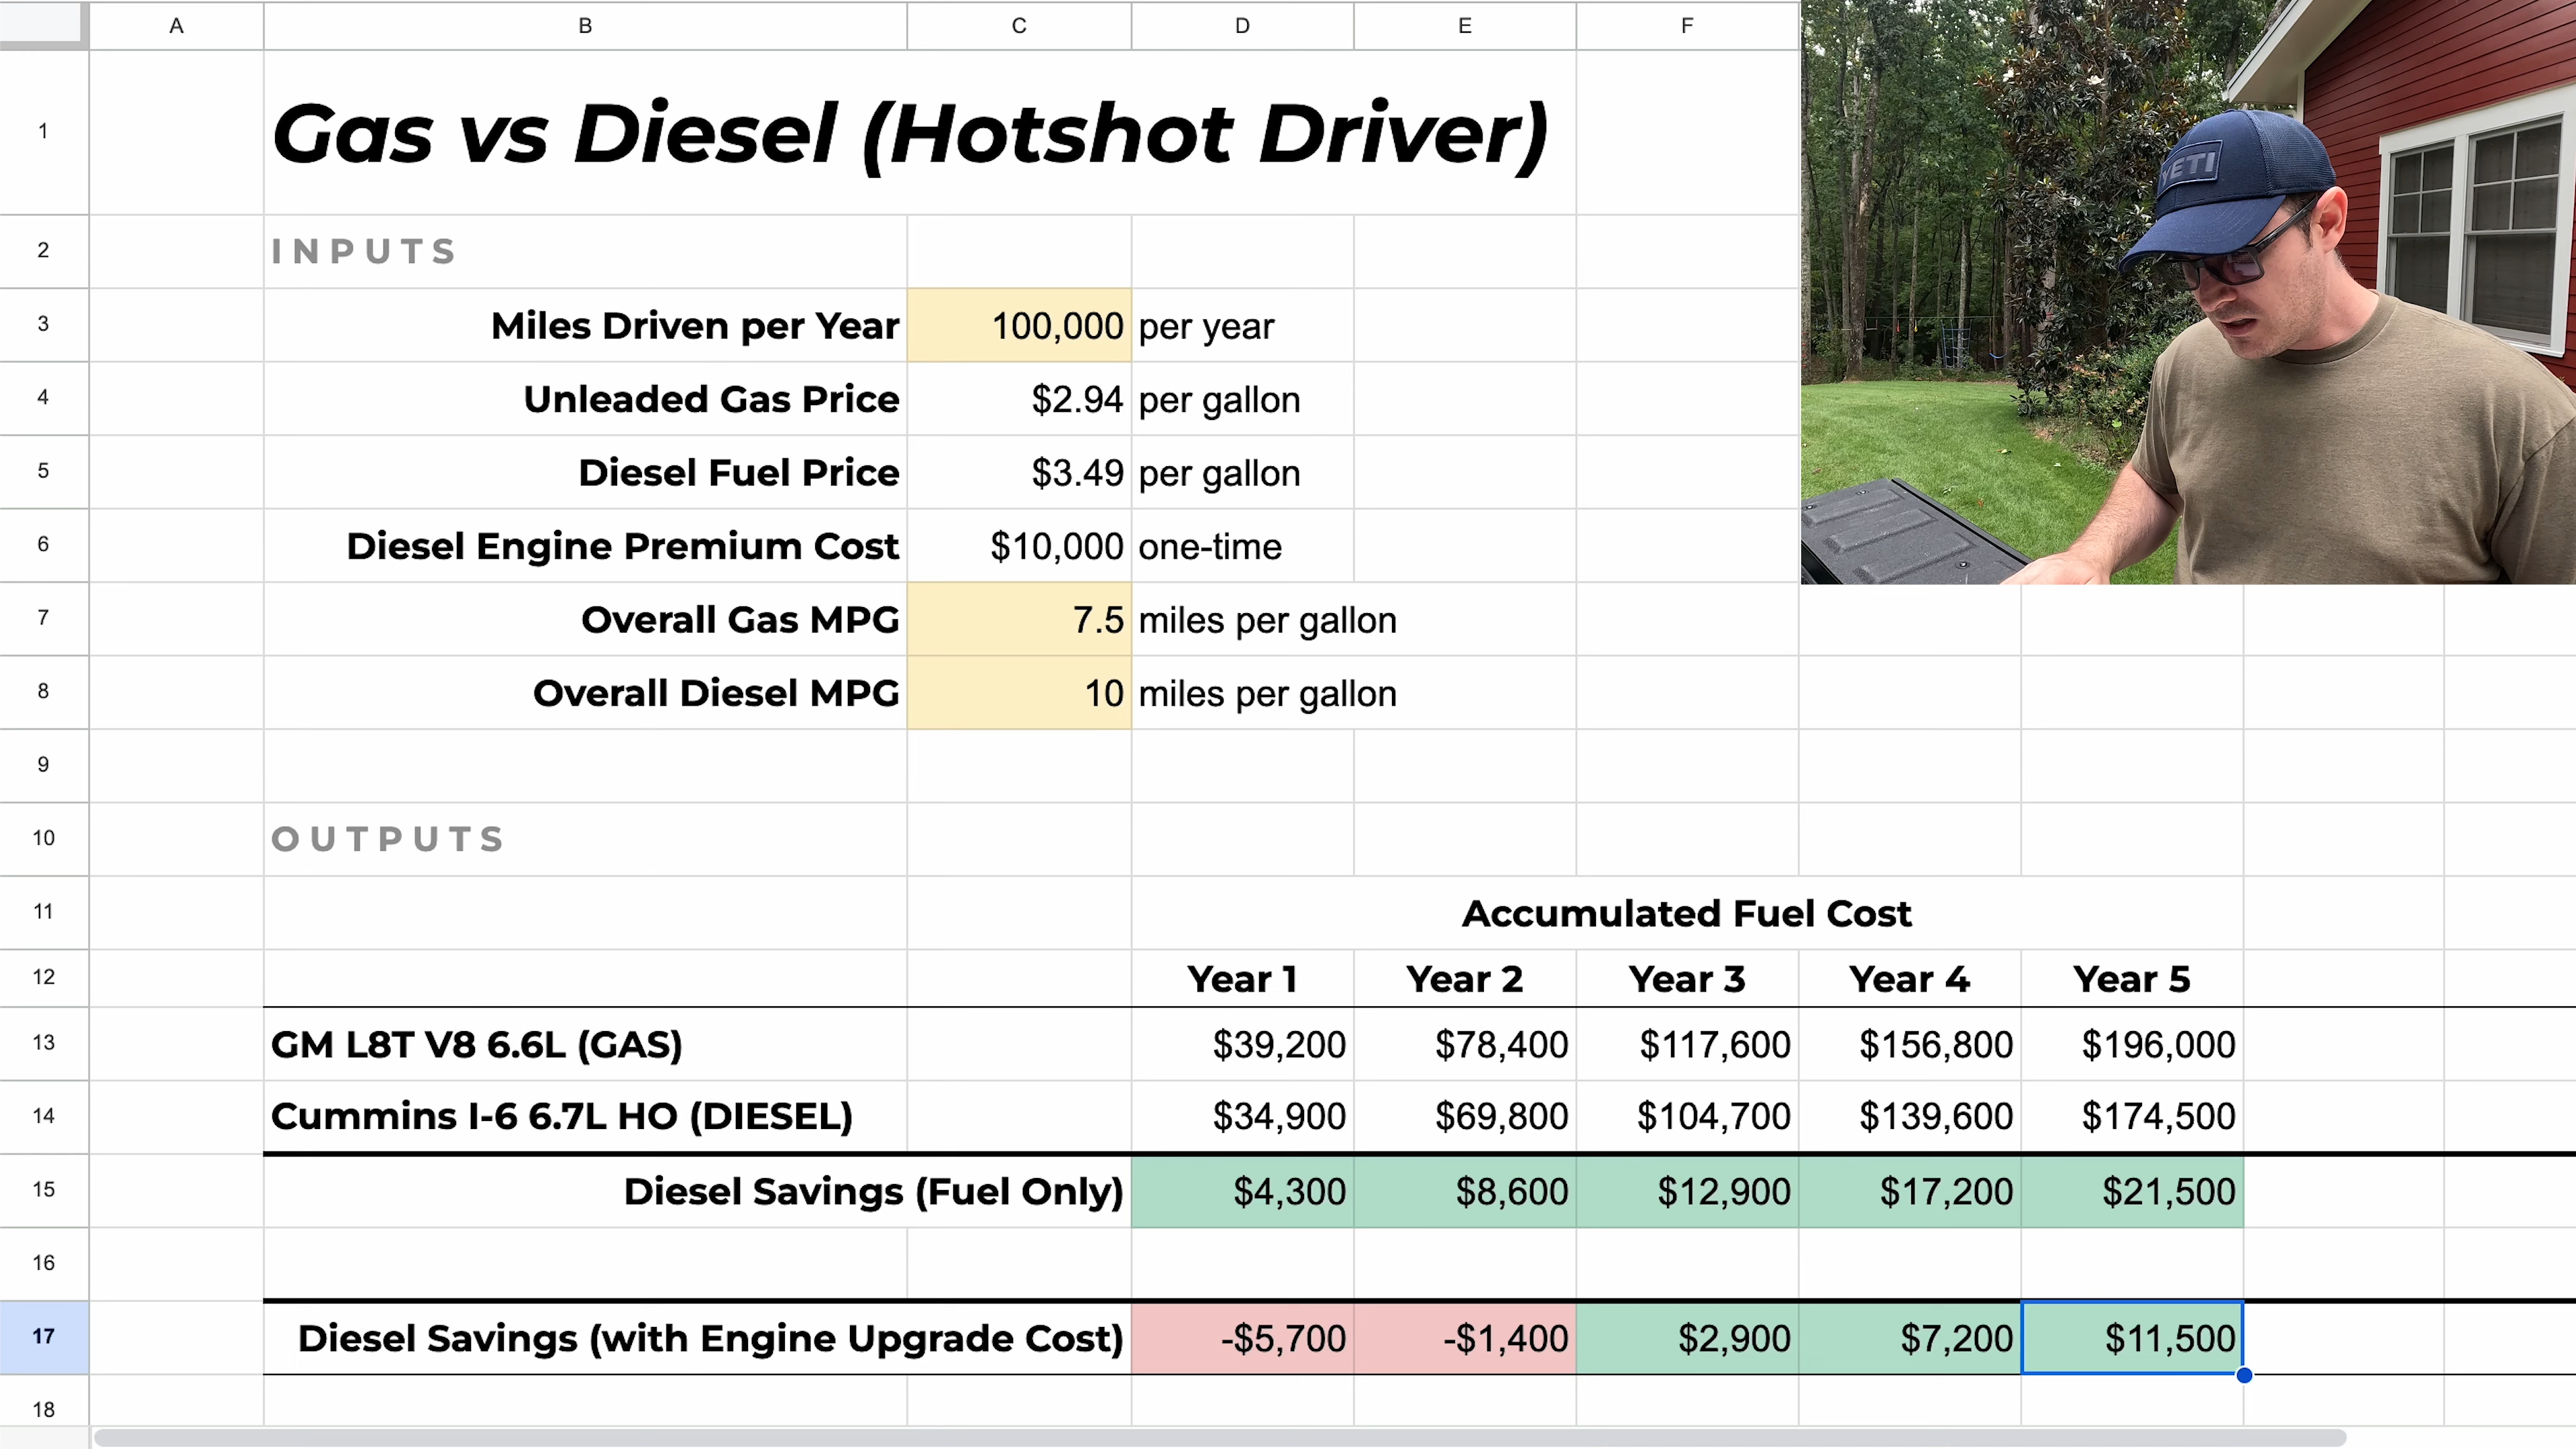 A B C D E F
1 Gas vs Diesel (Hotshot Driver)
2 INPUTS
3 Miles Driven per Year 100,000 per year
4 Unleaded Gas Price $2.94 per gallon
5 Diesel Fuel Price $3.49 per gallon
6 Diesel Engine Premium Cost $10,000 one-time
7 Overall Gas MPG 7.5 miles per gallon
8 Overall Diesel MPG 10 miles per gallon
9
10 OUTPUTS
11 Accumulated Fuel Cost
12 Year 1 Year 2 Year 3 Year 4 Year 5
13 GM L8T V8 6.6L (GAS) $39,200 $78,400 $117,600 $156,800 $196,000
14 Cummins I-6 6.7L HO (DIESEL) $34,900 $69,800 $104,700 $139,600 $174,500
15 Diesel Savings (Fuel Only) $4,300 $8,600 $12,900 $17,200 $21,500
16
17 Diesel Savings (with Engine Upgrade Cost) -$5,700 -$1,400 $2,900 $7,200 $11,500
18
YETI